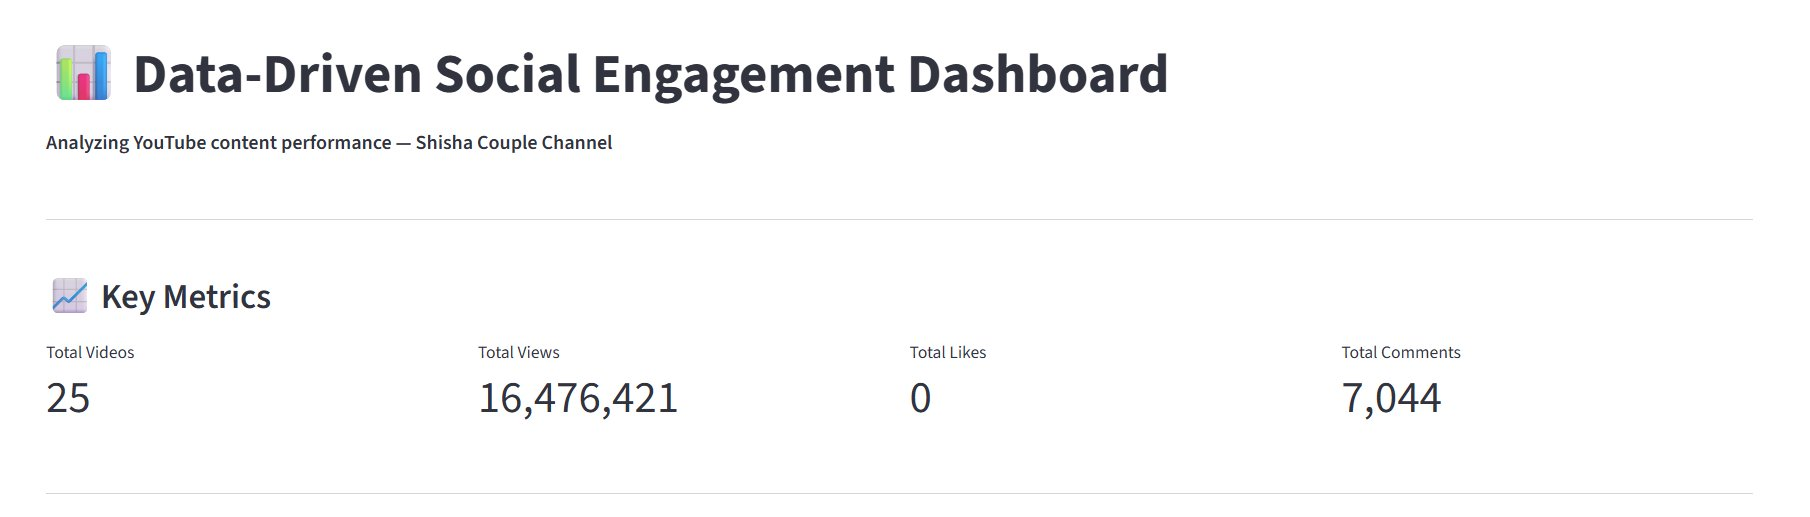 Data-Driven Social Engagement Dashboard
Analyzing YouTube content performance — Shisha Couple Channel
Key Metrics
Total Videos
25
Total Views
16,476,421
Total Likes
0
Total Comments
7,044